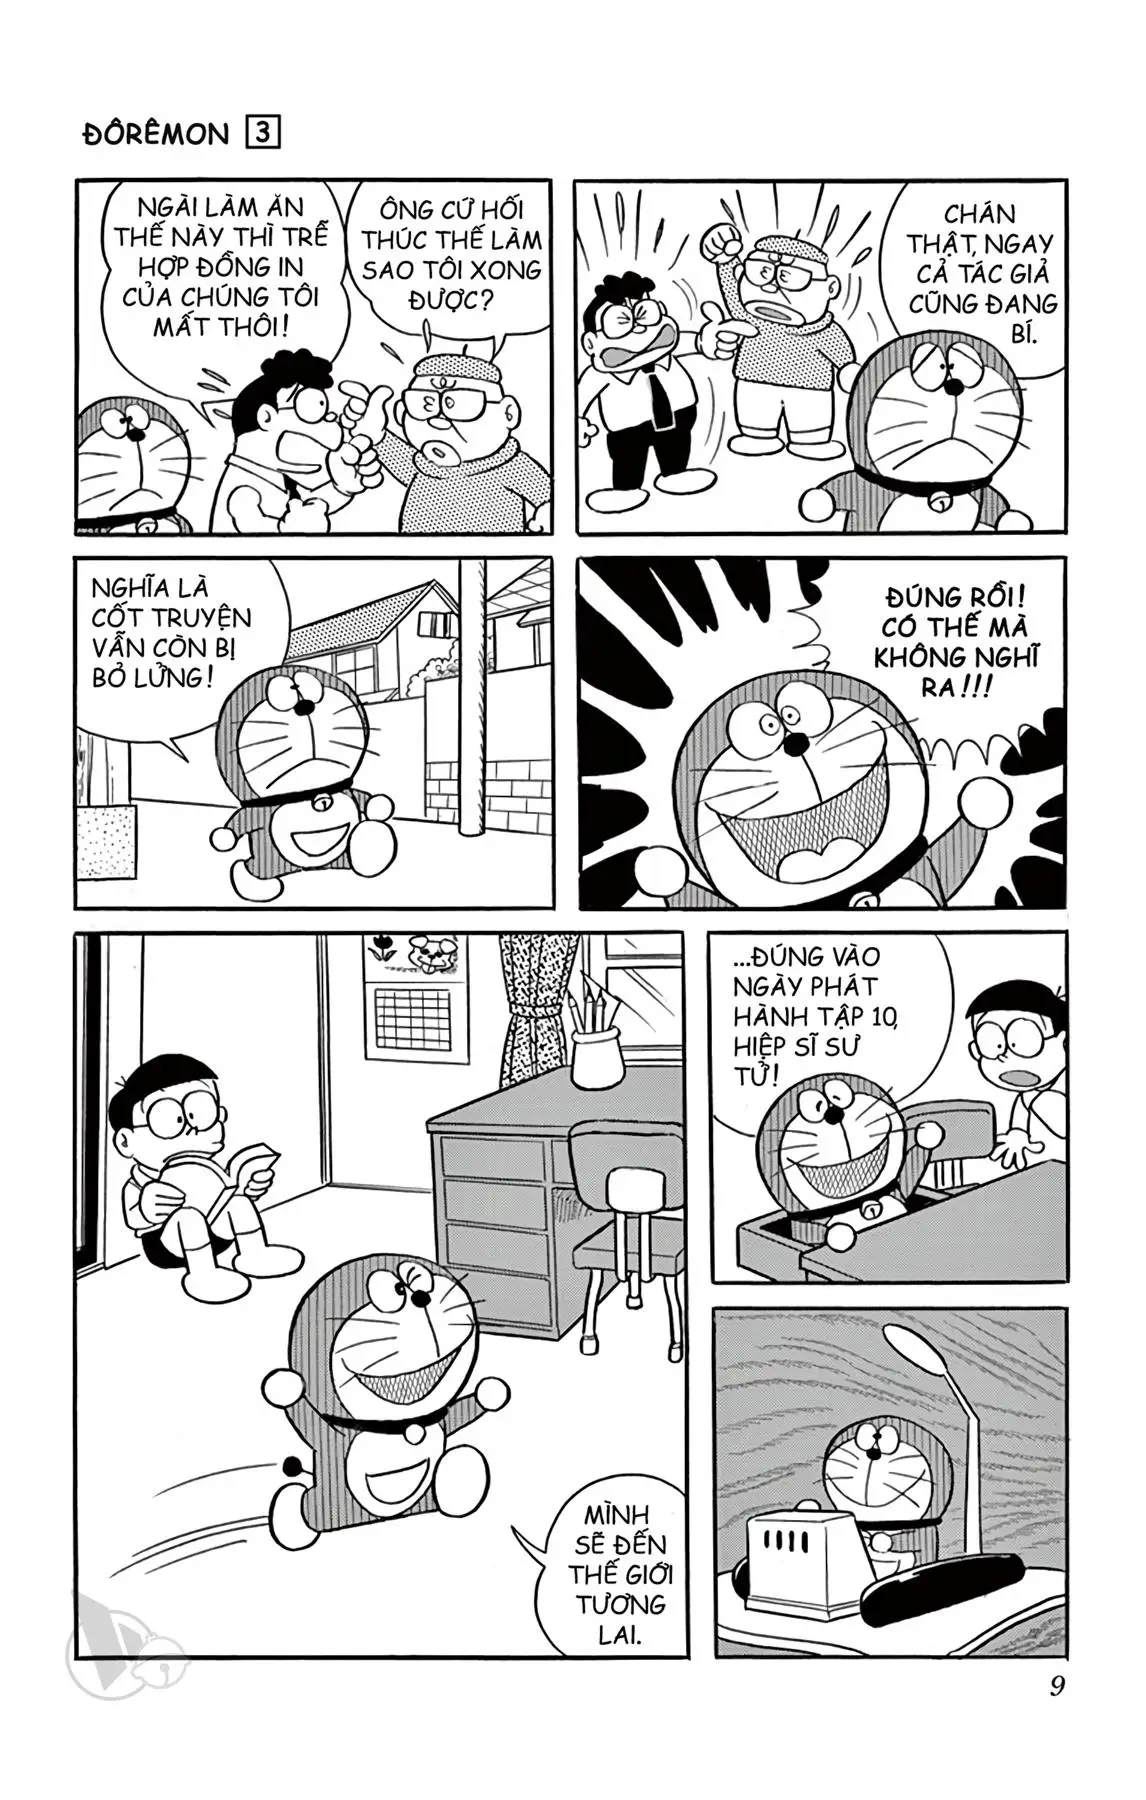 ĐÔRÊMON 3
NGÀI LÀM ĂN
THẾ NÀY THÌ TRỄ
HỢP ĐỒNG IN
CỦA CHÚNG TÔI
MẤT THÔI!
ÔNG CỨ HỐI
THÚC THẾ LÀM
SAO TÔI XONG
ĐƯỢC?
CHÁN
THẬT, NGAY
CẢ TÁC GIẢ
CŨNG ĐANG
BÍ.
NGHĨA LÀ
CỐT TRUYỆN
VẪN CÒN BỊ
BỎ LỬNG!
ĐÚNG RỒI!
CÓ THẾ MÀ
KHÔNG NGHĨ
RA!!!
MÌNH
SẼ ĐẾN
THẾ GIỚI
TƯƠNG
LAI.
...ĐÚNG VÀO
NGÀY PHÁT
HÀNH TẬP 10,
HIỆP SĨ SƯ
TỬ!
9